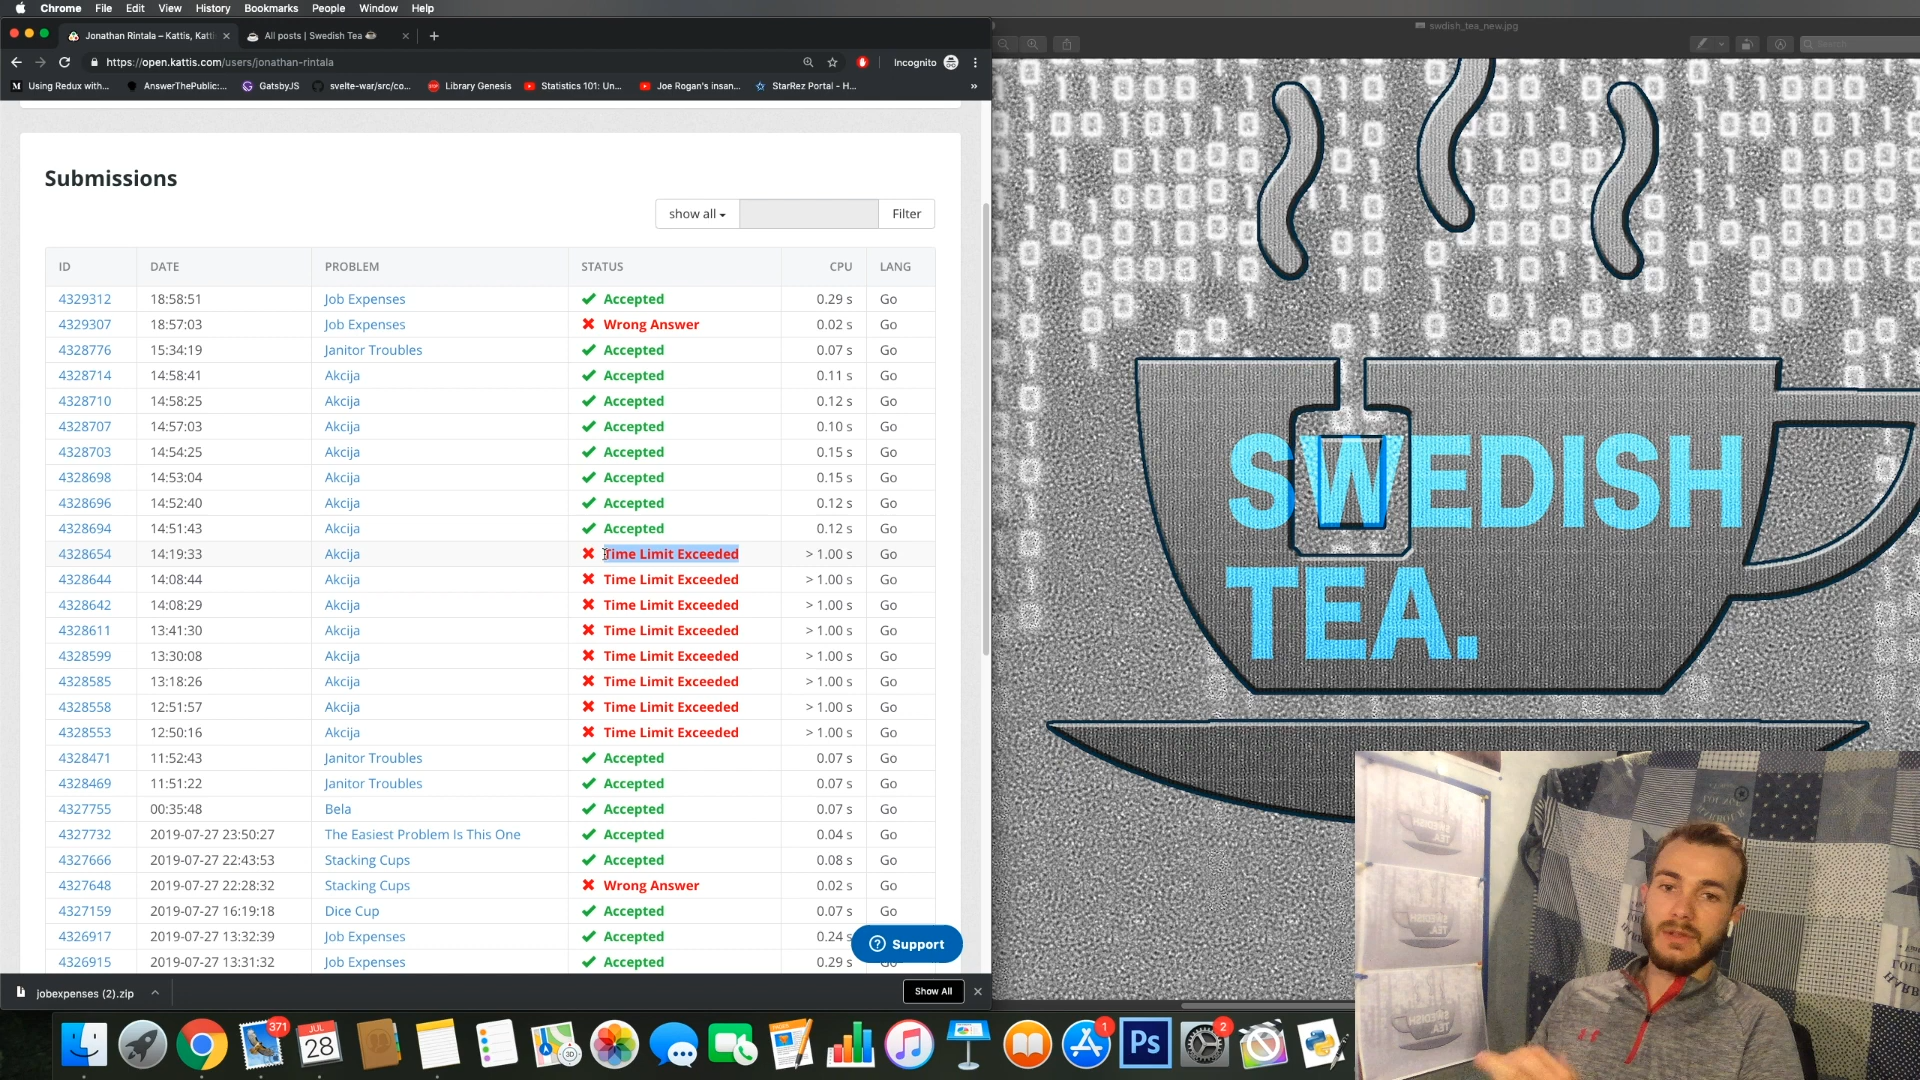 Chrome File Edit View History Bookmarks People Window Help
Jonathan Rintala – Kattis, Katti
All posts | Swedish Tea
https://open.kattis.com/users/jonathan-rintala
Incognito
Using Redux with... AnswerThePublic:... GatsbyJS svelte-war/src/co... Library Genesis Statistics 101: Un... Joe Rogan's insan... StarRez Portal - H... »
swdish_tea_new.jpg
Search
Submissions
show all Filter
ID DATE PROBLEM STATUS CPU LANG
4329312 18:58:51 Job Expenses Accepted 0.29 s Go
4329307 18:57:03 Job Expenses Wrong Answer 0.02 s Go
4328776 15:34:19 Janitor Troubles Accepted 0.07 s Go
4328714 14:58:41 Akcija Accepted 0.11 s Go
4328710 14:58:25 Akcija Accepted 0.12 s Go
4328707 14:57:03 Akcija Accepted 0.10 s Go
4328703 14:54:25 Akcija Accepted 0.15 s Go
4328698 14:53:04 Akcija Accepted 0.15 s Go
4328696 14:52:40 Akcija Accepted 0.12 s Go
4328694 14:51:43 Akcija Accepted 0.12 s Go
4328654 14:19:33 Akcija Time Limit Exceeded > 1.00 s Go
4328644 14:08:44 Akcija Time Limit Exceeded > 1.00 s Go
4328642 14:08:29 Akcija Time Limit Exceeded > 1.00 s Go
4328611 13:41:30 Akcija Time Limit Exceeded > 1.00 s Go
4328599 13:30:08 Akcija Time Limit Exceeded > 1.00 s Go
4328585 13:18:26 Akcija Time Limit Exceeded > 1.00 s Go
4328558 12:51:57 Akcija Time Limit Exceeded > 1.00 s Go
4328553 12:50:16 Akcija Time Limit Exceeded > 1.00 s Go
4328471 11:52:43 Janitor Troubles Accepted 0.07 s Go
4328469 11:51:22 Janitor Troubles Accepted 0.07 s Go
4327755 00:35:48 Bela Accepted 0.07 s Go
4327732 2019-07-27 23:50:27 The Easiest Problem Is This One Accepted 0.04 s Go
4327666 2019-07-27 22:43:53 Stacking Cups Accepted 0.08 s Go
4327648 2019-07-27 22:28:32 Stacking Cups Wrong Answer 0.02 s Go
4327159 2019-07-27 16:19:18 Dice Cup Accepted 0.07 s Go
4326917 2019-07-27 13:32:39 Job Expenses Accepted 0.24 s
4326915 2019-07-27 13:31:32 Job Expenses Accepted 0.29 s Go
Support
jobexpenses (2).zip
Show All
SWEDISH
TEA.
SWEDISH
TEA
SWEDISH
TEA
SWEDISH
TEA
371
JUL
28
3D
1
Ps
2